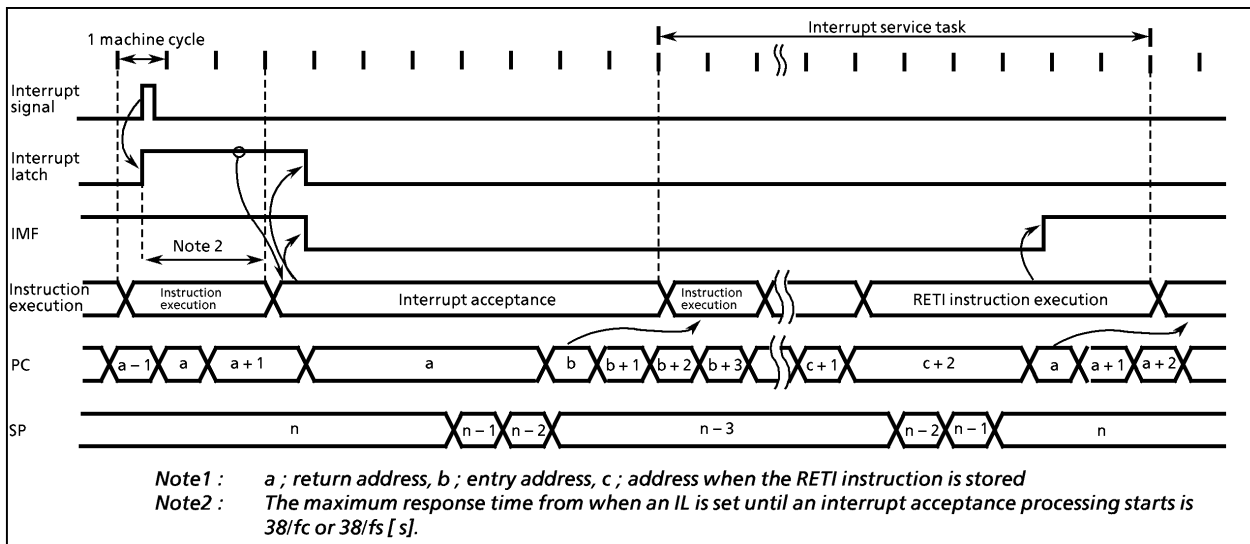 Interrupt service task
1 machine cycle
Interrupt
signal
Interrupt
latch
IMF
Note 2
Instruction
execution
Instruction
execution
Interrupt acceptance
Instruction
execution
RETI instruction execution
PC
a – 1
a
a + 1
a
b
b + 1
b + 2
b + 3
c + 1
c + 2
a
a + 1
a + 2
SP
n
n – 1
n – 2
n – 3
n – 2
n – 1
n
Note1 : a ; return address, b ; entry address, c ; address when the RETI instruction is stored
Note2 : The maximum response time from when an IL is set until an interrupt acceptance processing starts is
38/fc or 38/fs [ s].